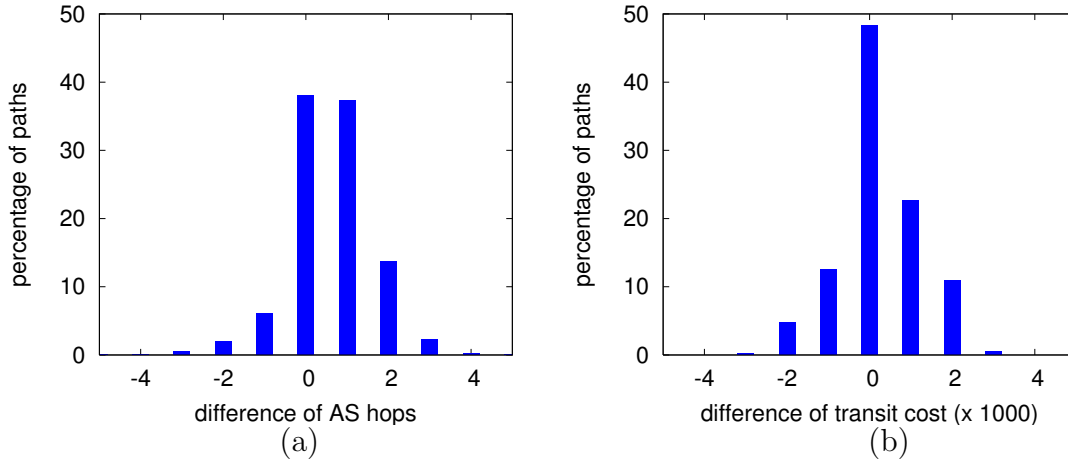 50
40
30
20
10
0
percentage of paths
-4 -2 0 2 4
difference of AS hops
(a)
50
40
30
20
10
0
percentage of paths
-4 -2 0 2 4
difference of transit cost (x 1000)
(b)